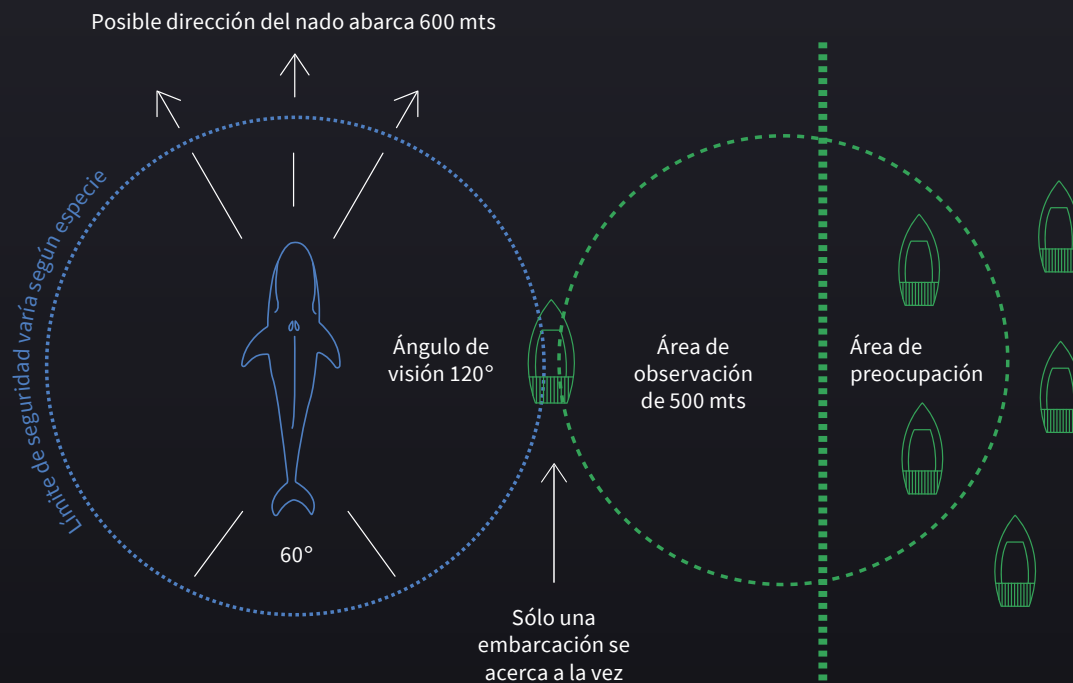 Posible dirección del nado abarca 600 mts
Límite de seguridad varía según especie
Ángulo de
visión 120°
Área de
observación
de 500 mts
Área de
preocupación
60°
Sólo una
embarcación se
acerca a la vez